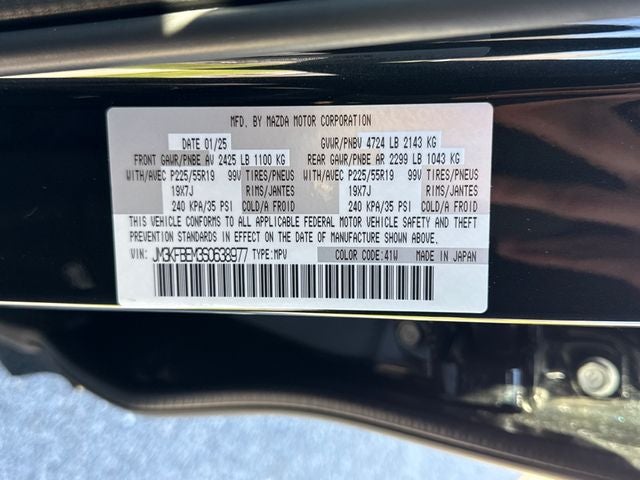 MFD. BY MAZDA MOTOR CORPORATION
DATE 01/25 GVWR/PNBV 4724 LB 2143 KG
FRONT GAWR/PNBE AV 2425 LB 1100 KG REAR GAWR/PNBE AR 2299 LB 1043 KG
WITH/AVEC P225/55R19 99V TIRES/PNEUS WITH/AVEC P225/55R19 99V TIRES/PNEUS
19X7J RIMS/JANTES 19X7J RIMS/JANTES
240 KPA/35 PSI COLD/A FROID 240 KPA/35 PSI COLD/A FROID
THIS VEHICLE CONFORMS TO ALL APPLICABLE FEDERAL MOTOR VEHICLE SAFETY AND THEFT
PREVENTION STANDARDS IN EFFECT ON THE DATE OF MANUFACTURE SHOWN ABOVE.
VIN: JM3KFBEM3S0638977 TYPE:MPV COLOR CODE:41W MADE IN JAPAN